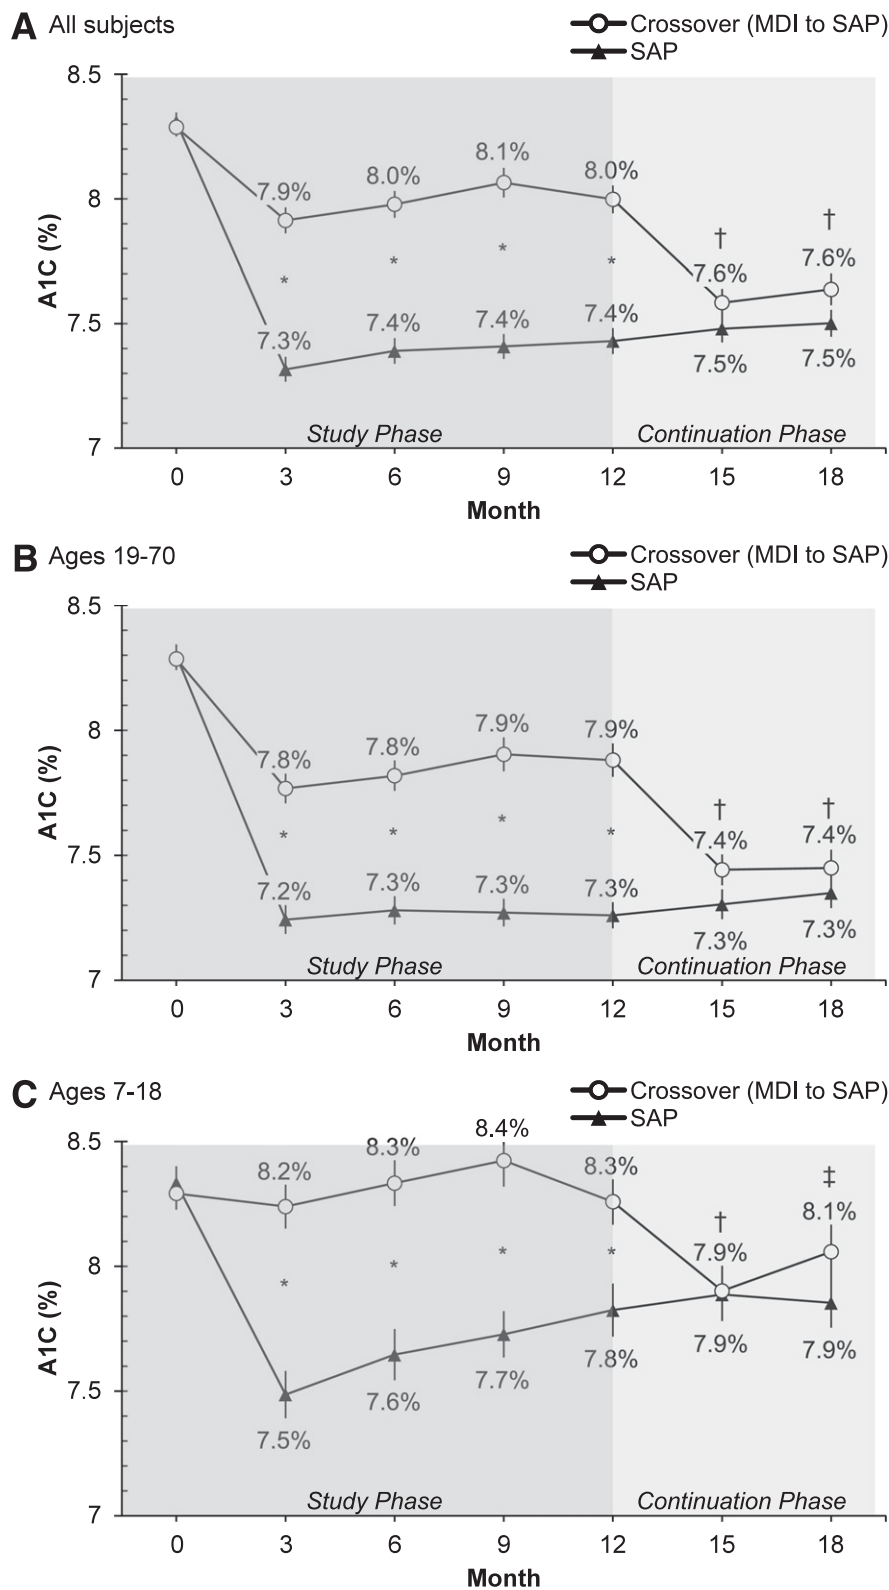 A All subjects
Crossover (MDI to SAP)
SAP
8.5
8
7.5
7
A1C (%)
7.9%
8.0%
8.1%
8.0%
†
†
7.6%
7.6%
*
*
*
*
7.3%
7.4%
7.4%
7.4%
7.5%
7.5%
Study Phase
Continuation Phase
0 3 6 9 12 15 18
Month
B Ages 19-70
Crossover (MDI to SAP)
SAP
8.5
8
7.5
7
A1C (%)
7.8%
7.8%
7.9%
7.9%
†
†
7.4%
7.4%
*
*
*
*
7.2%
7.3%
7.3%
7.3%
7.3%
7.3%
Study Phase
Continuation Phase
0 3 6 9 12 15 18
Month
C Ages 7-18
Crossover (MDI to SAP)
SAP
8.5
8
7.5
7
A1C (%)
8.2%
8.3%
8.4%
8.3%
†
‡
7.9%
8.1%
*
*
*
*
7.5%
7.6%
7.7%
7.8%
7.9%
7.9%
Study Phase
Continuation Phase
0 3 6 9 12 15 18
Month